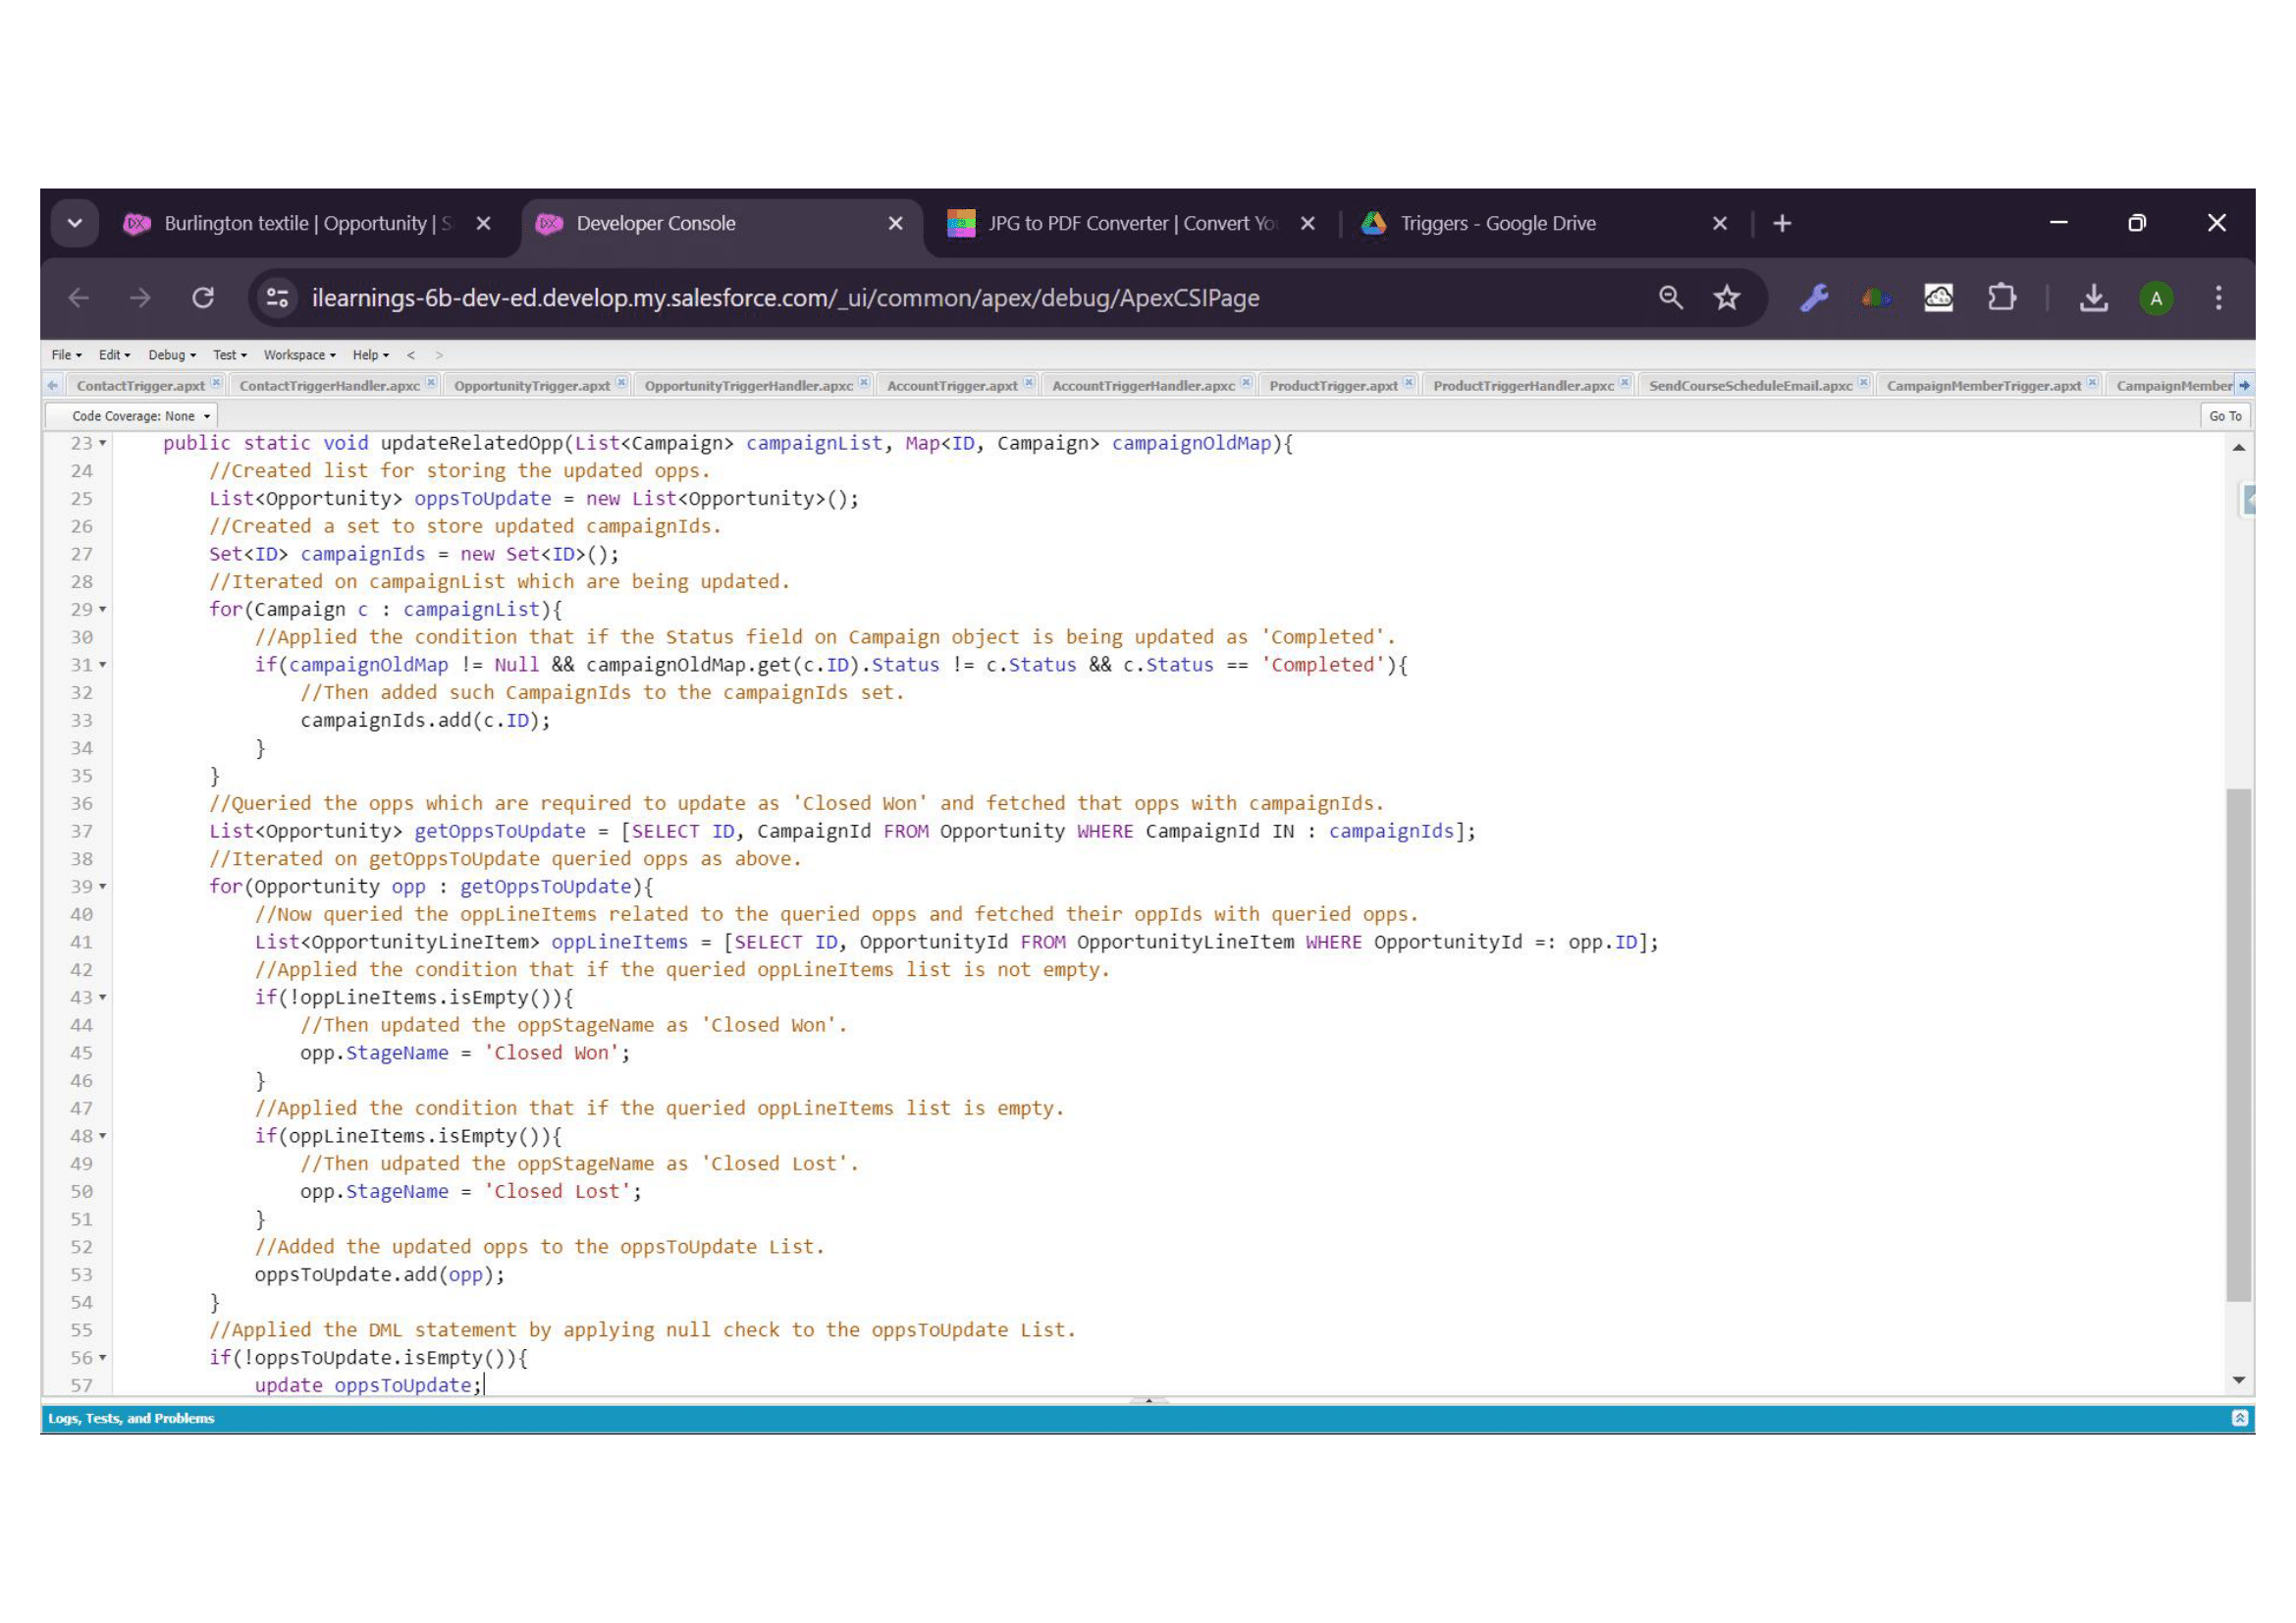 Burlington textile | Opportunity | S
Developer Console
JPG to PDF Converter | Convert Yo
Triggers - Google Drive
ilearnings-6b-dev-ed.develop.my.salesforce.com/_ui/common/apex/debug/ApexCSIPage
A
File Edit Debug Test Workspace Help < >
ContactTrigger.apxt ContactTriggerHandler.apxc OpportunityTrigger.apxt OpportunityTriggerHandler.apxc AccountTrigger.apxt AccountTriggerHandler.apxc ProductTrigger.apxt ProductTriggerHandler.apxc SendCourseScheduleEmail.apxc CampaignMemberTrigger.apxt CampaignMember
Code Coverage: None Go To
23 public static void updateRelatedOpp(List<Campaign> campaignList, Map<ID, Campaign> campaignOldMap){
24 //Created list for storing the updated opps.
25 List<Opportunity> oppsToUpdate = new List<Opportunity>();
26 //Created a set to store updated campaignIds.
27 Set<ID> campaignIds = new Set<ID>();
28 //Iterated on campaignList which are being updated.
29 for(Campaign c : campaignList){
30 //Applied the condition that if the Status field on Campaign object is being updated as 'Completed'.
31 if(campaignOldMap != Null && campaignOldMap.get(c.ID).Status != c.Status && c.Status == 'Completed'){
32 //Then added such CampaignIds to the campaignIds set.
33 campaignIds.add(c.ID);
34 }
35 }
36 //Queried the opps which are required to update as 'Closed Won' and fetched that opps with campaignIds.
37 List<Opportunity> getOppsToUpdate = [SELECT ID, CampaignId FROM Opportunity WHERE CampaignId IN : campaignIds];
38 //Iterated on getOppsToUpdate queried opps as above.
39 for(Opportunity opp : getOppsToUpdate){
40 //Now queried the oppLineItems related to the queried opps and fetched their oppIds with queried opps.
41 List<OpportunityLineItem> oppLineItems = [SELECT ID, OpportunityId FROM OpportunityLineItem WHERE OpportunityId =: opp.ID];
42 //Applied the condition that if the queried oppLineItems list is not empty.
43 if(!oppLineItems.isEmpty()){
44 //Then updated the oppStageName as 'Closed Won'.
45 opp.StageName = 'Closed Won';
46 }
47 //Applied the condition that if the queried oppLineItems list is empty.
48 if(oppLineItems.isEmpty()){
49 //Then udpated the oppStageName as 'Closed Lost'.
50 opp.StageName = 'Closed Lost';
51 }
52 //Added the updated opps to the oppsToUpdate List.
53 oppsToUpdate.add(opp);
54 }
55 //Applied the DML statement by applying null check to the oppsToUpdate List.
56 if(!oppsToUpdate.isEmpty()){
57 update oppsToUpdate;
Logs, Tests, and Problems